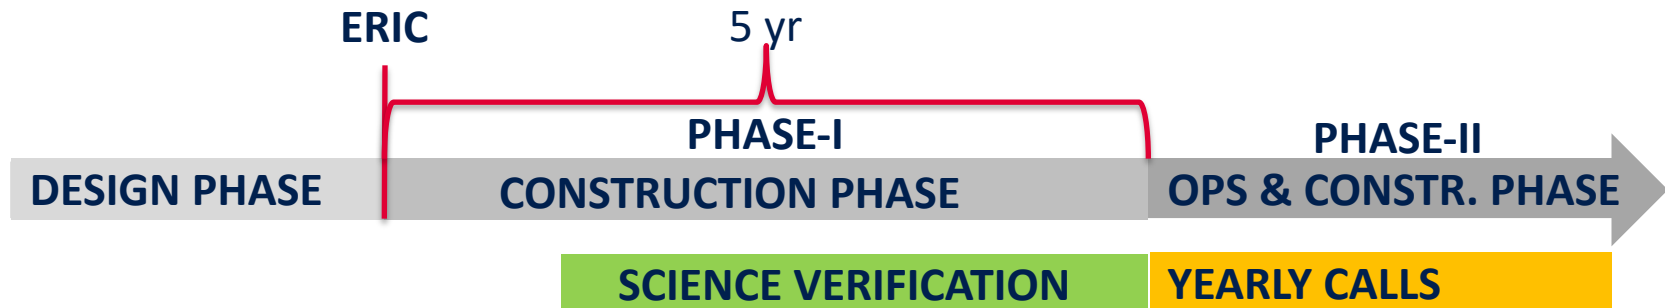 ERIC
5 yr
PHASE-I
PHASE-II
DESIGN PHASE
CONSTRUCTION PHASE
OPS & CONSTR. PHASE
SCIENCE VERIFICATION
YEARLY CALLS